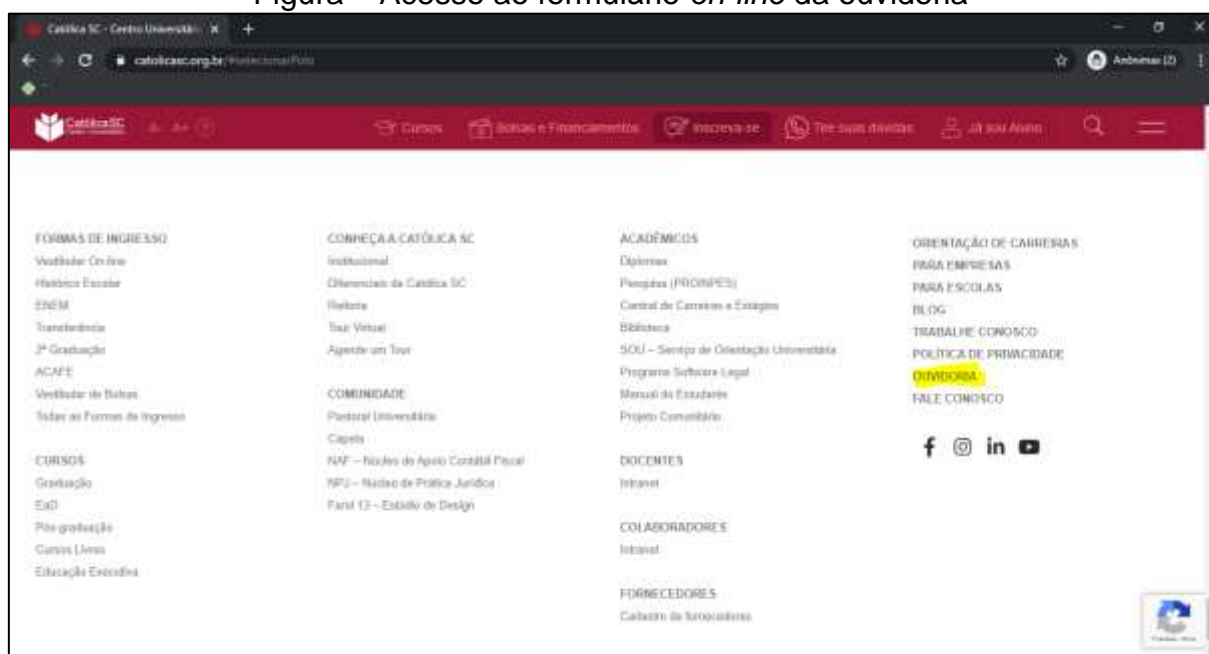 Figura – Acesso ao formulário on-line da ouvidoria
Católica SC - Centro Universitári
catolicasc.org.br/#selecionarPolo
Anônimas (2)
CatólicaSC
A- A+
Cursos
Bolsas e Financiamentos
Inscreva-se
Tire suas dúvidas
Já sou Aluno
FORMAS DE INGRESSO
Vestibular On-line
Histórico Escolar
ENEM
Transferência
2ª Graduação
ACAFE
Vestibular de Bolsas
Todas as Formas de Ingresso
CURSOS
Graduação
EaD
Pós-graduação
Cursos Livres
Educação Executiva
CONHEÇA A CATÓLICA SC
Institucional
Diferenciais da Católica SC
Reitoria
Tour Virtual
Agende um Tour
COMUNIDADE
Pastoral Universitária
Capela
NAF – Núcleo de Apoio Contábil Fiscal
NPJ – Núcleo de Prática Jurídica
Farol 13 – Estúdio de Design
ACADÊMICOS
Diplomas
Pesquisa (PROINPES)
Central de Carreiras e Estágios
Biblioteca
SOU – Serviço de Orientação Universitária
Programa Software Legal
Manual do Estudante
Projeto Comunitário
DOCENTES
Intranet
COLABORADORES
Intranet
FORNECEDORES
Cadastro de fornecedores
ORIENTAÇÃO DE CARREIRAS
PARA EMPRESAS
PARA ESCOLAS
BLOG
TRABALHE CONOSCO
POLÍTICA DE PRIVACIDADE
OUVIDORIA
FALE CONOSCO